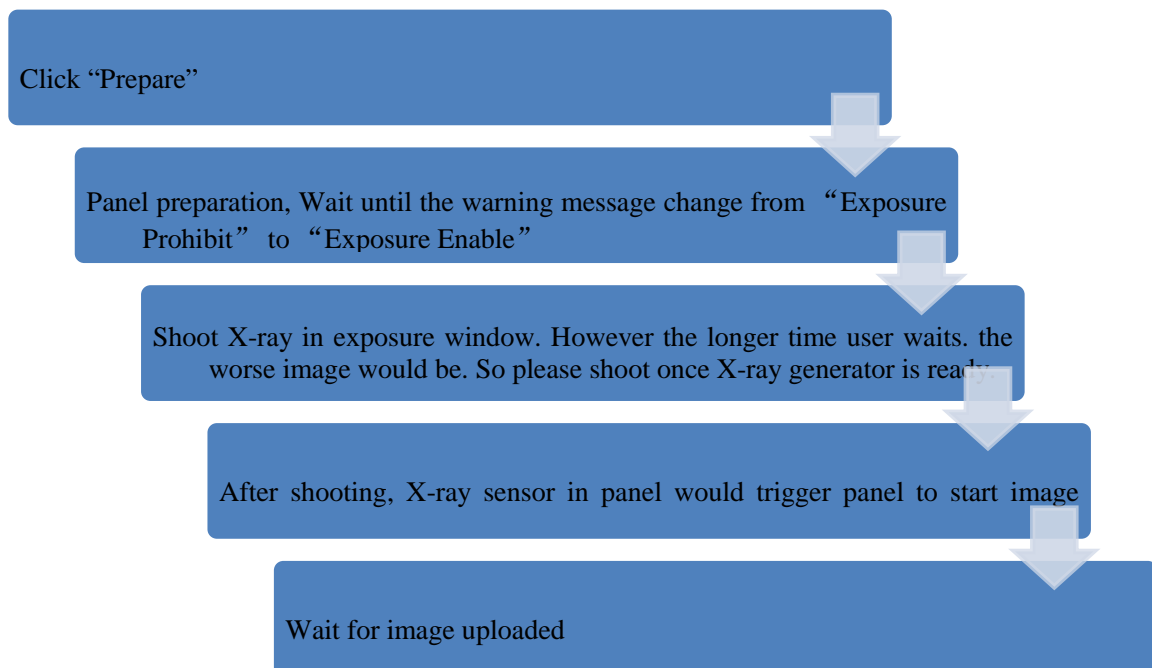 Click “Prepare”
Panel preparation, Wait until the warning message change from “Exposure
Prohibit” to “Exposure Enable”
Shoot X-ray in exposure window. However the longer time user waits. the
worse image would be. So please shoot once X-ray generator is ready.
After shooting, X-ray sensor in panel would trigger panel to start image
Wait for image uploaded